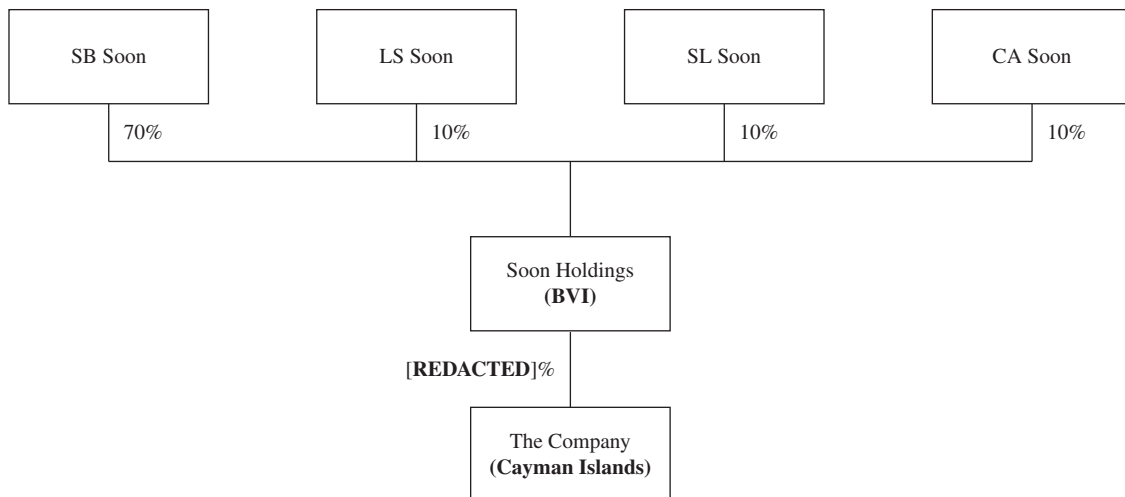 SB Soon
LS Soon
SL Soon
CA Soon
70%
10%
10%
10%
Soon Holdings
(BVI)
[REDACTED]%
The Company
(Cayman Islands)